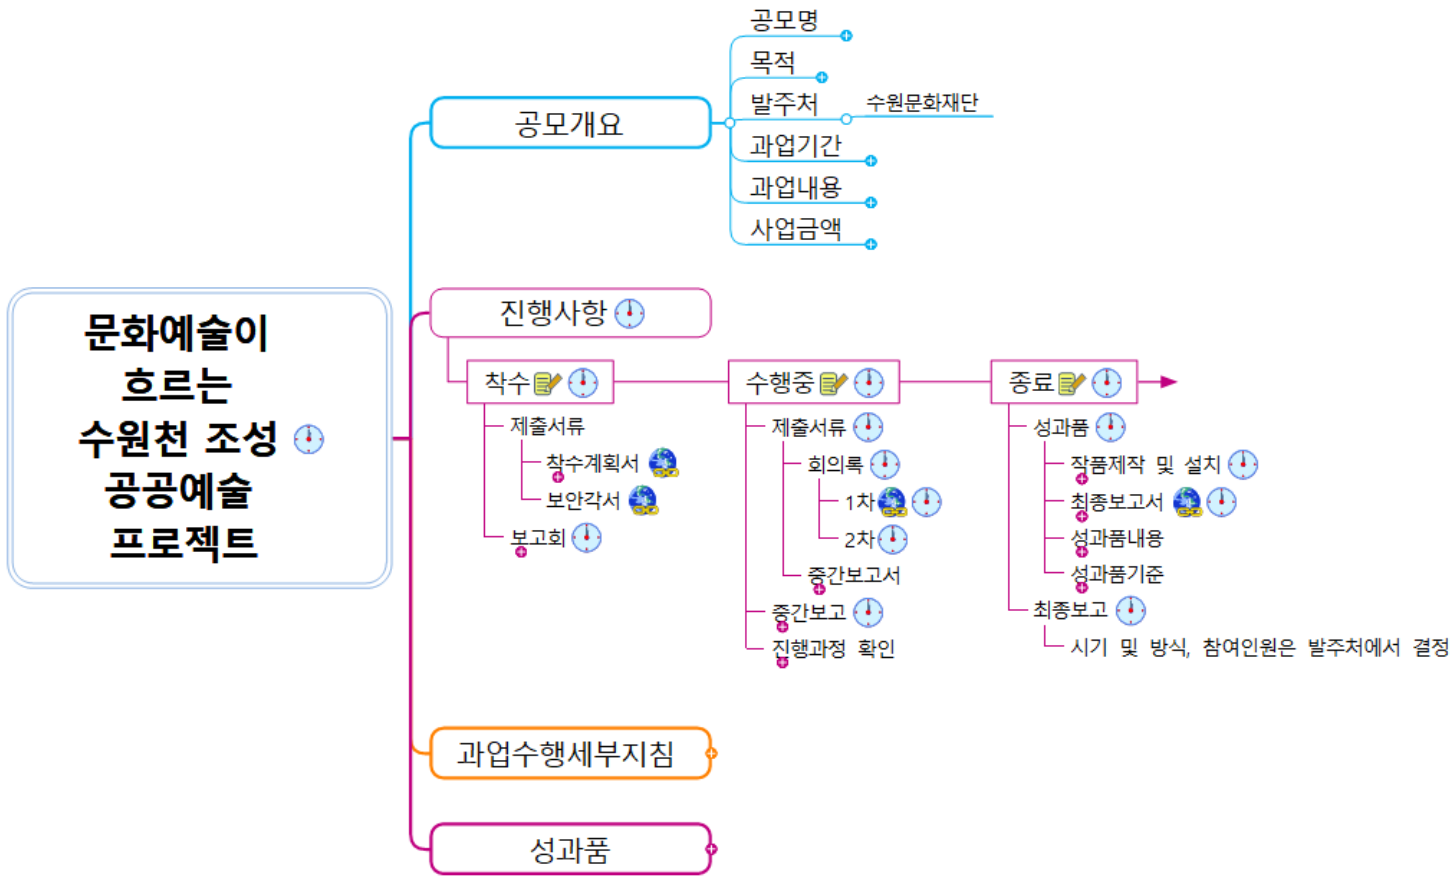 문화예술이
흐르는
수원천 조성
공공예술
프로젝트
공모개요
공모명
목적
발주처
수원문화재단
과업기간
과업내용
사업금액
진행사항
착수
제출서류
착수계획서
보안각서
보고회
수행중
제출서류
회의록
1차
2차
중간보고서
중간보고
진행과정 확인
종료
성과품
작품제작 및 설치
최종보고서
성과품내용
성과품기준
최종보고
시기 및 방식, 참여인원은 발주처에서 결정
과업수행세부지침
성과품